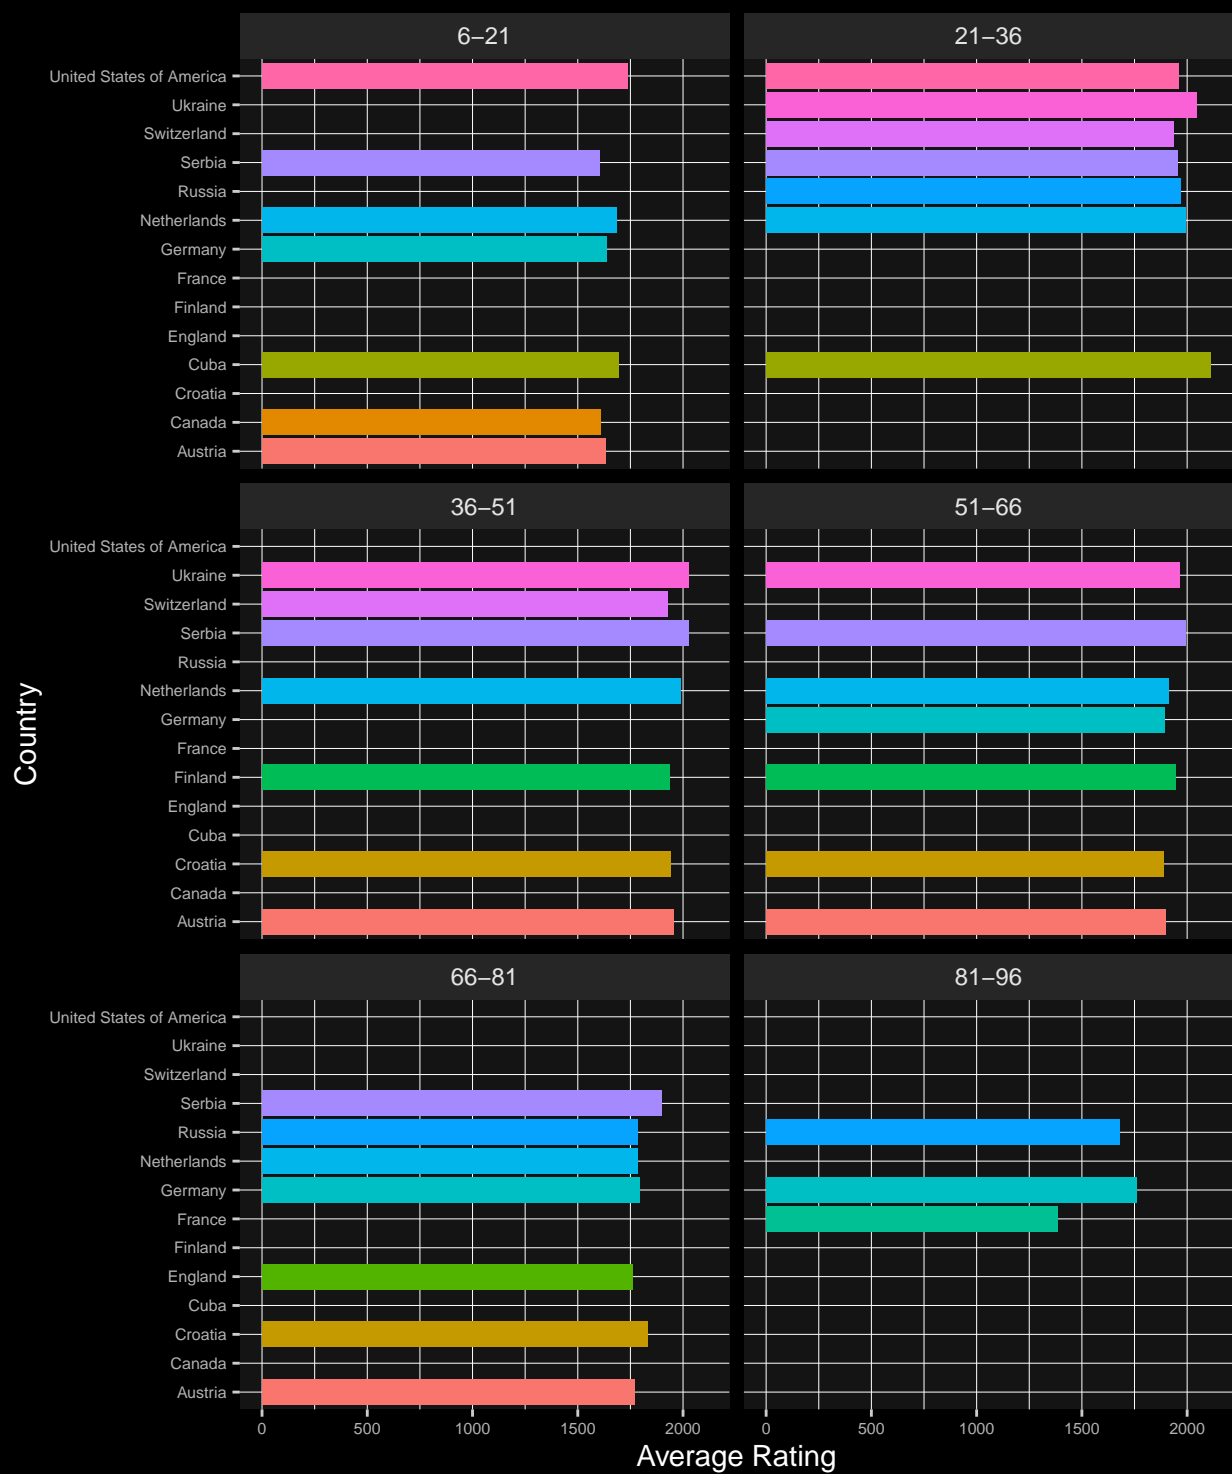 6–21
21–36
United States of America
Ukraine
Switzerland
Serbia
Russia
Netherlands
Germany
France
Finland
England
Cuba
Croatia
Canada
Austria
36–51
51–66
United States of America
Ukraine
Switzerland
Serbia
Russia
Netherlands
Germany
France
Finland
England
Cuba
Croatia
Canada
Austria
Country
66–81
81–96
United States of America
Ukraine
Switzerland
Serbia
Russia
Netherlands
Germany
France
Finland
England
Cuba
Croatia
Canada
Austria
0 500 1000 1500 2000
0 500 1000 1500 2000
Average Rating